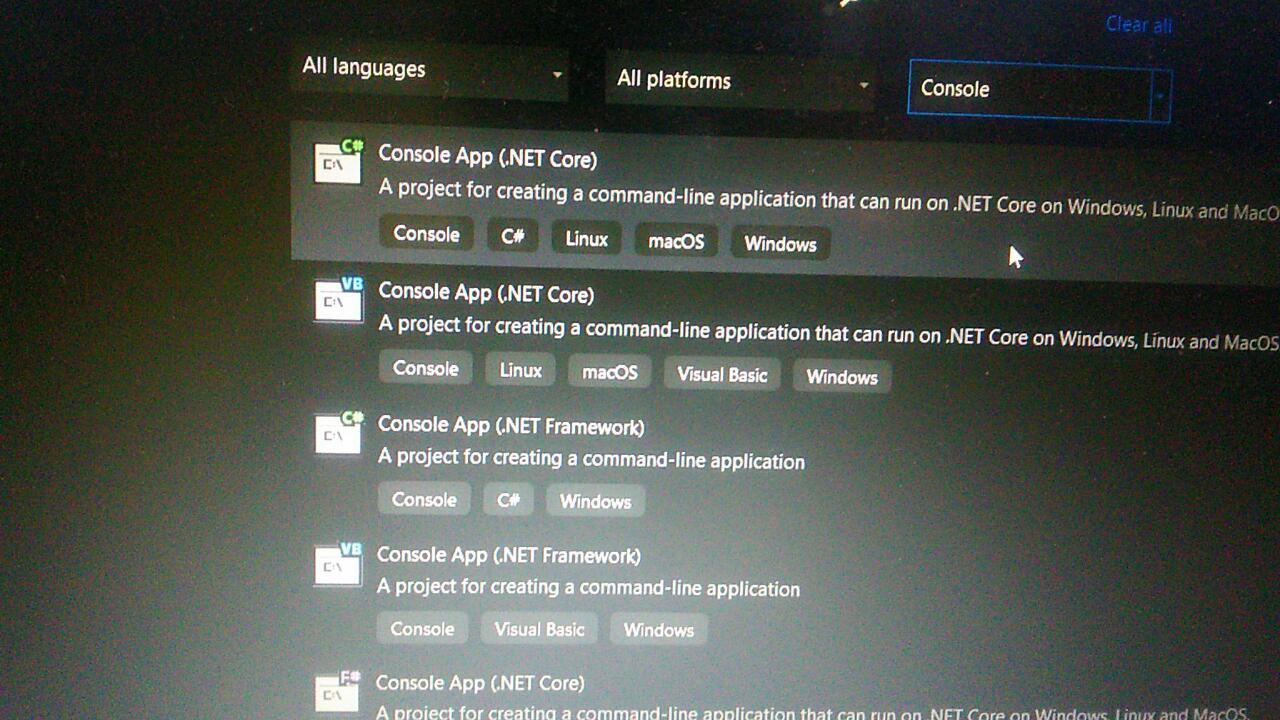 Clear all
All languages
All platforms
Console
C#
C:\
Console App (.NET Core)
A project for creating a command-line application that can run on .NET Core on Windows, Linux and MacO
Console
C#
Linux
macOS
Windows
VB
C:\
Console App (.NET Core)
A project for creating a command-line application that can run on .NET Core on Windows, Linux and MacOS
Console
Linux
macOS
Visual Basic
Windows
C#
C:\
Console App (.NET Framework)
A project for creating a command-line application
Console
C#
Windows
VB
C:\
Console App (.NET Framework)
A project for creating a command-line application
Console
Visual Basic
Windows
F#
C:\
Console App (.NET Core)
A project for creating a command-line application that can run on .NET Core on Windows, Linux and MacOS.